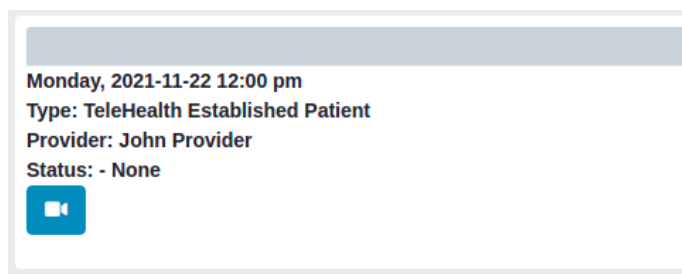 Monday, 2021-11-22 12:00 pm
Type: TeleHealth Established Patient
Provider: John Provider
Status: - None